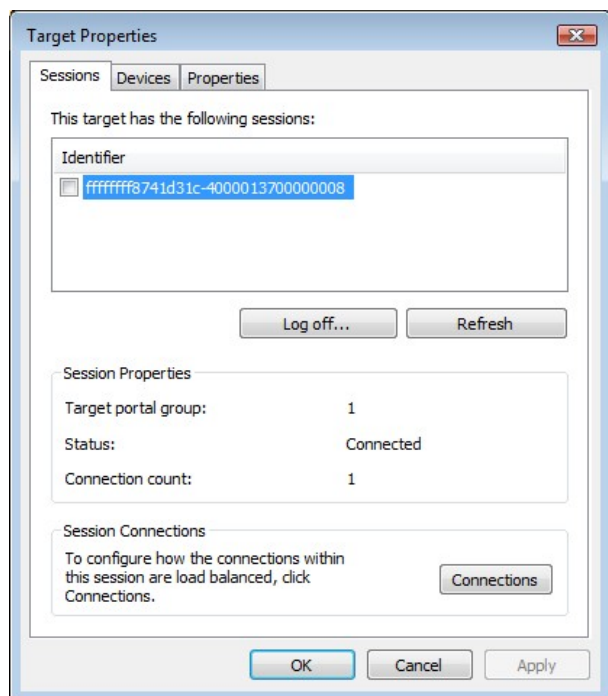 Target Properties
Sessions Devices Properties
This target has the following sessions:
Identifier
ffffffff8741d31c-4000013700000008
Log off... Refresh
Session Properties
Target portal group: 1
Status: Connected
Connection count: 1
Session Connections
To configure how the connections within
this session are load balanced, click
Connections.
Connections
OK Cancel Apply